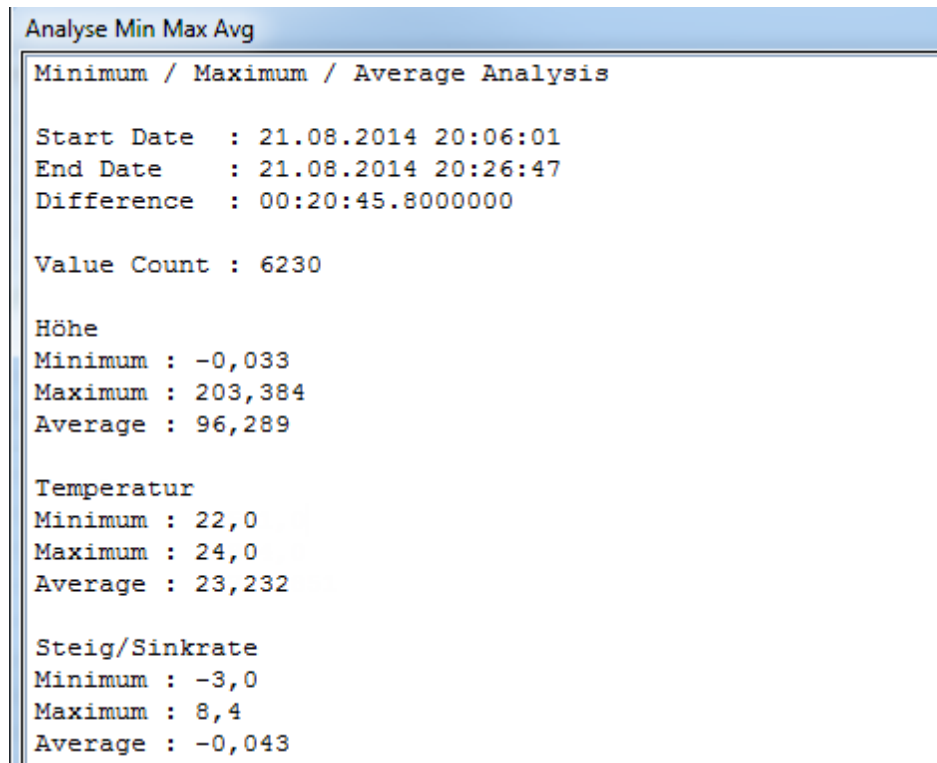 Analyse Min Max Avg
Minimum / Maximum / Average Analysis
Start Date  : 21.08.2014 20:06:01
End Date    : 21.08.2014 20:26:47
Difference  : 00:20:45.8000000
Value Count : 6230
Höhe
Minimum : -0,033
Maximum : 203,384
Average : 96,289
Temperatur
Minimum : 22,0
Maximum : 24,0
Average : 23,232
Steig/Sinkrate
Minimum : -3,0
Maximum : 8,4
Average : -0,043